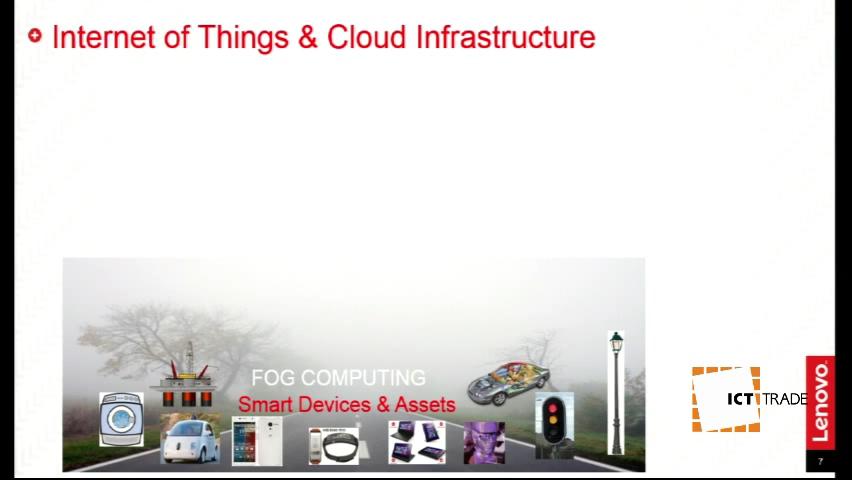 Internet of Things & Cloud Infrastructure
FOG COMPUTING
Smart Devices & Assets
ICT TRADE
Lenovo
7